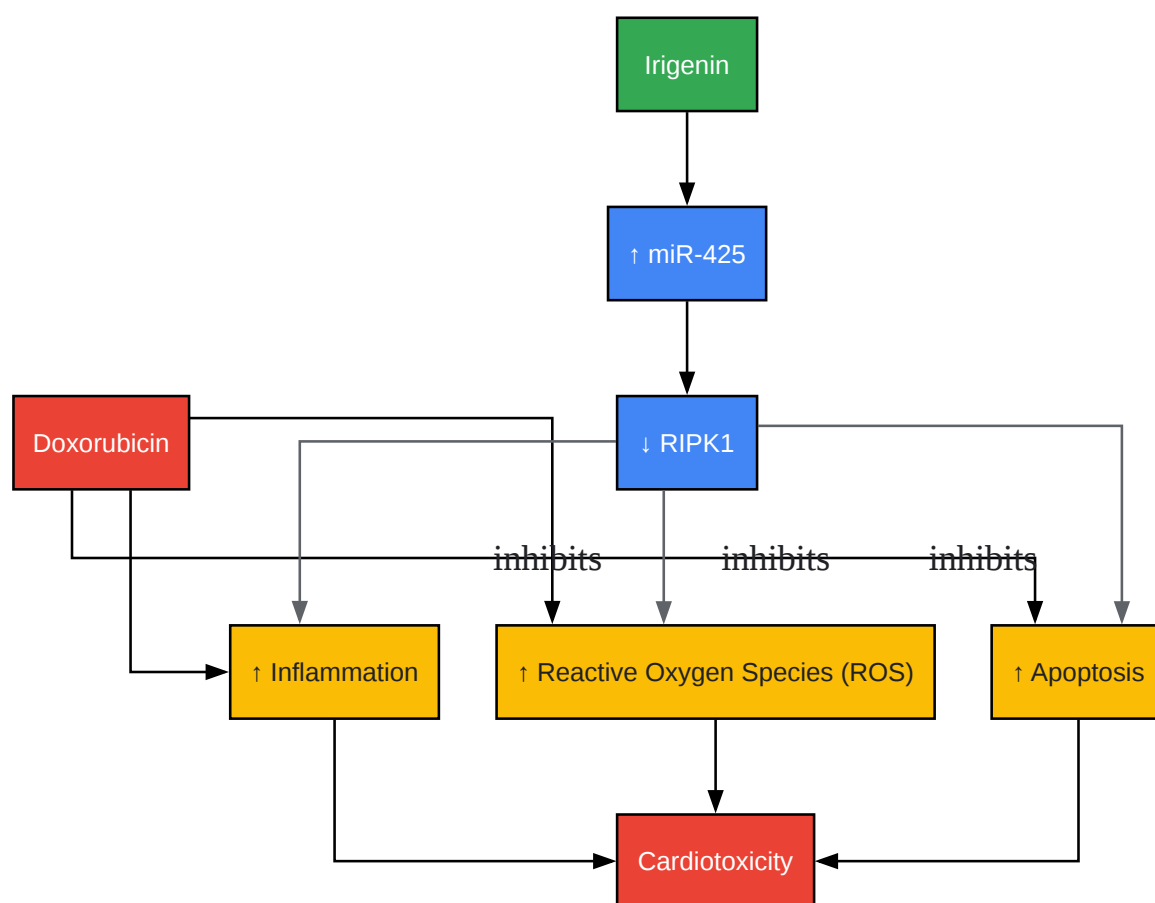 Irigenin
↑ miR-425
Doxorubicin
↓ RIPK1
inhibits
inhibits
inhibits
↑ Inflammation
↑ Reactive Oxygen Species (ROS)
↑ Apoptosis
Cardiotoxicity